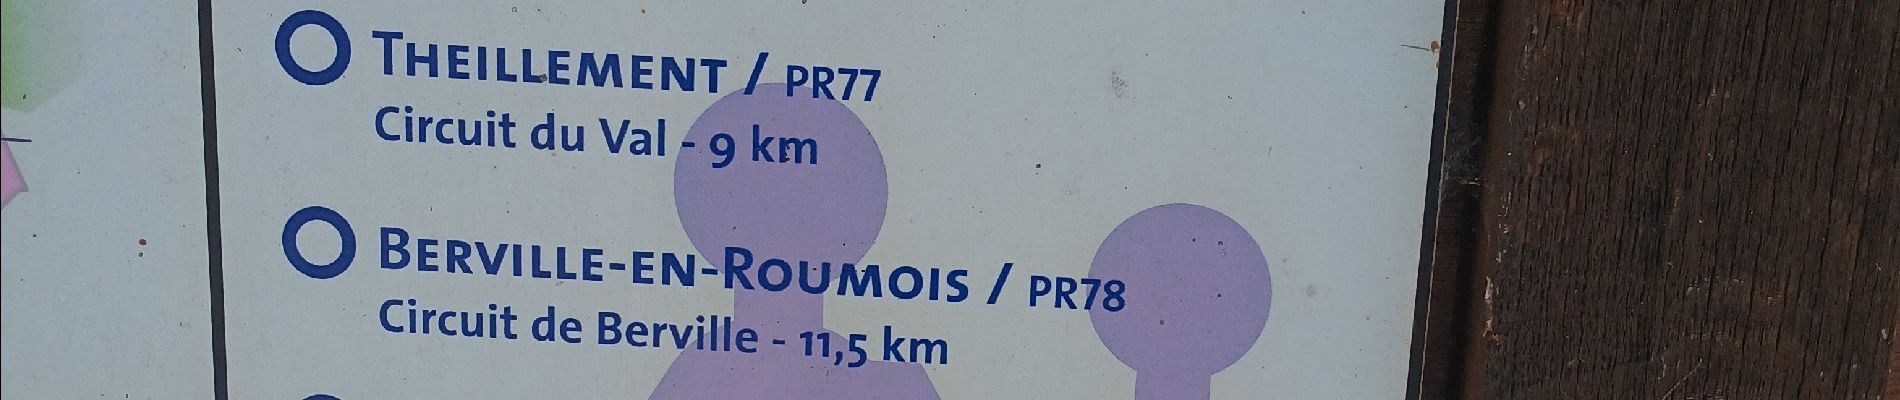 THEILLEMENT / PR77
Circuit du Val - 9 km
BERVILLE-EN-ROUMOIS / PR78
Circuit de Berville - 11,5 km